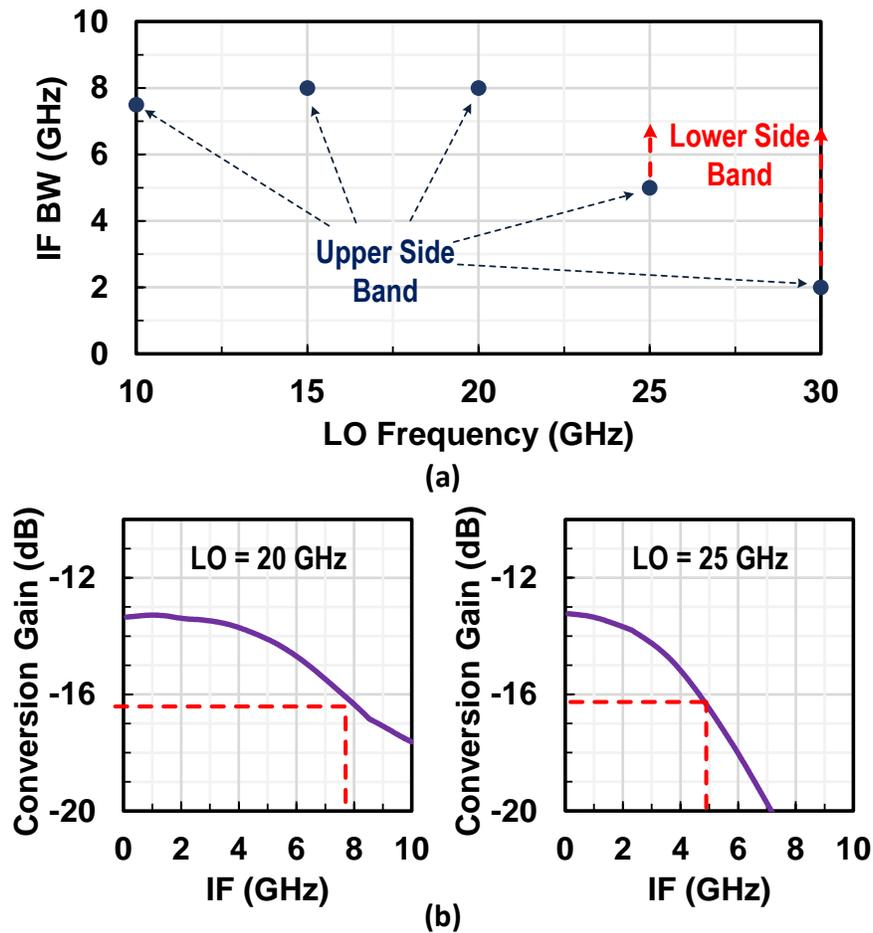 10
8
6
4
2
0
IF BW (GHz)
Lower Side
Band
Upper Side
Band
10 15 20 25 30
LO Frequency (GHz)
(a)
Conversion Gain (dB)
-12
-16
-20
LO = 20 GHz
0 2 4 6 8 10
IF (GHz)
Conversion Gain (dB)
-12
-16
-20
LO = 25 GHz
0 2 4 6 8 10
IF (GHz)
(b)